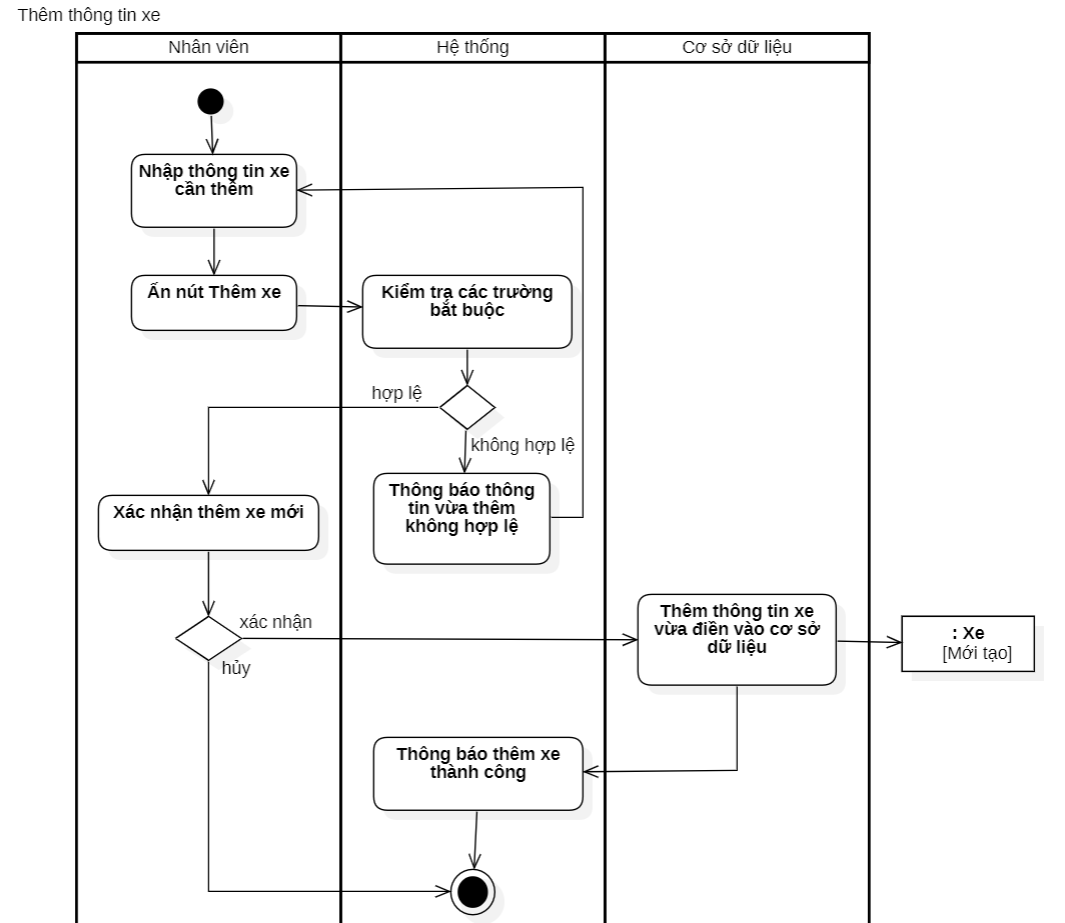 Thêm thông tin xe
Nhân viên
Hệ thống
Cơ sở dữ liệu
Nhập thông tin xe
cần thêm
Ấn nút Thêm xe
Kiểm tra các trường
bắt buộc
hợp lệ
không hợp lệ
Thông báo thông
tin vừa thêm
không hợp lệ
Xác nhận thêm xe mới
xác nhận
hủy
Thêm thông tin xe
vừa điền vào cơ sở
dữ liệu
: Xe
[Mới tạo]
Thông báo thêm xe
thành công